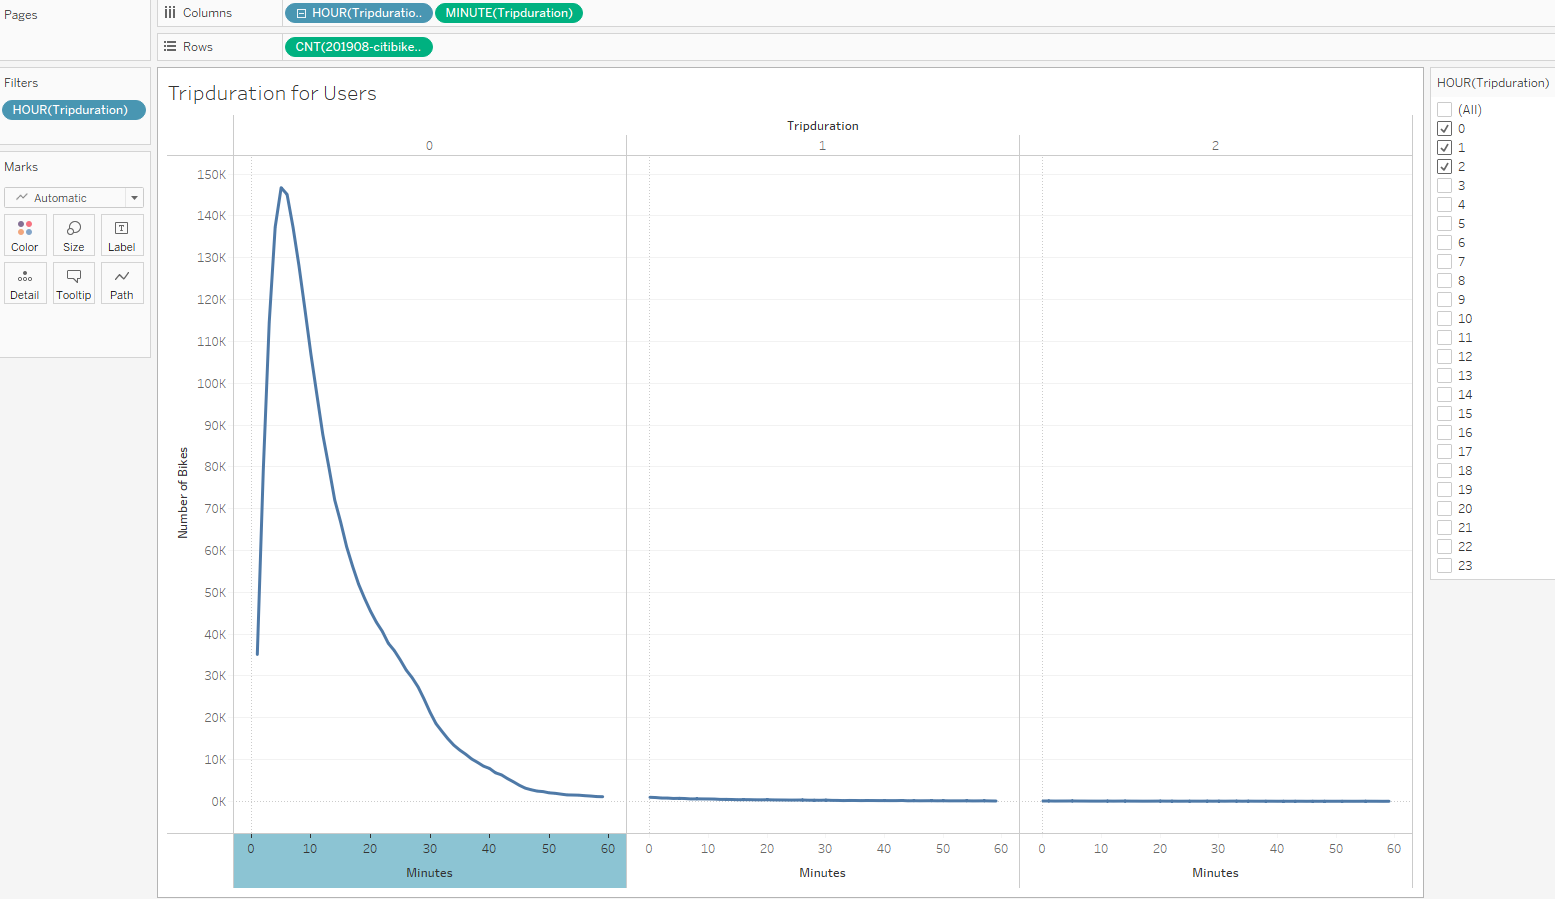 Pages
Columns
HOUR(Tripduratio..
MINUTE(Tripduration)
Rows
CNT(201908-citibike..
Filters
HOUR(Tripduration)
Marks
Automatic
Color Size Label
Detail Tooltip Path
Tripduration for Users
Tripduration
0 1 2
Number of Bikes
150K
140K
130K
120K
110K
100K
90K
80K
70K
60K
50K
40K
30K
20K
10K
0K
0 10 20 30 40 50 60 0 10 20 30 40 50 60 0 10 20 30 40 50 60
Minutes Minutes Minutes
HOUR(Tripduration)
(All)
0
1
2
3
4
5
6
7
8
9
10
11
12
13
14
15
16
17
18
19
20
21
22
23